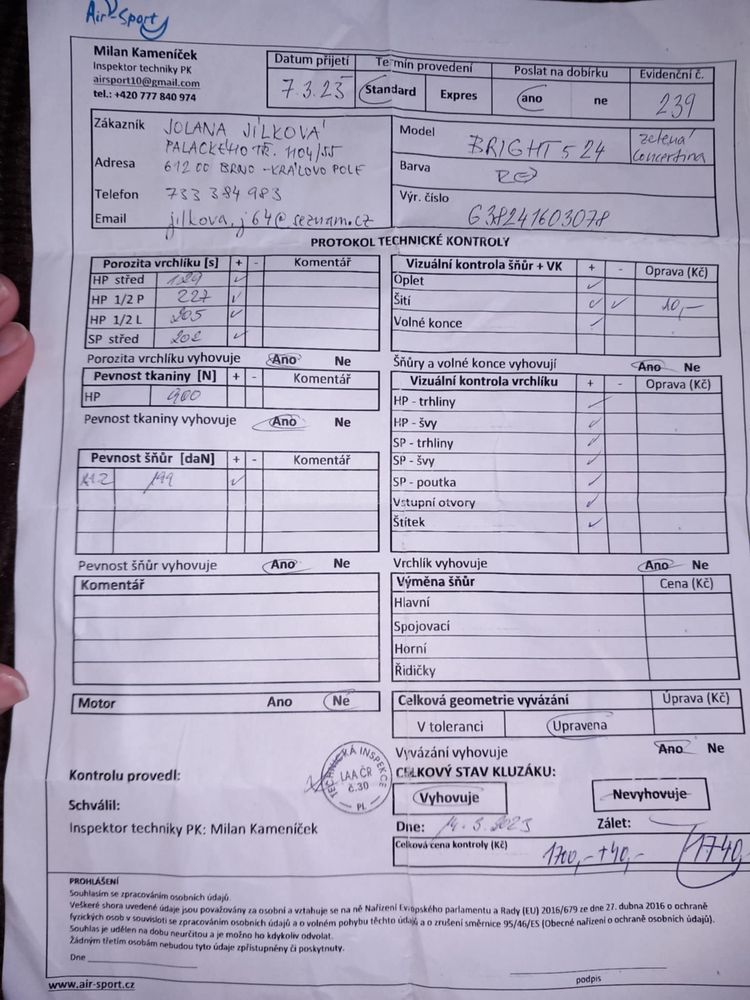 Air-Sport
Milan Kameníček
Inspektor techniky PK
airsport10@gmail.com
tel.: +420 777 840 974
Datum přijetí
Termín provedení
Poslat na dobírku
Evidenční č.
7.3.23
Standard
Expres
ano
ne
239
Zákazník JOLANA JÍLKOVÁ
PALACKÉHO TŘ. 1104/55
Adresa 612 00 BRNO - KRÁLOVO POLE
Telefon 733 384 983
Email jilkova.j64@seznam.cz
Model BRIGHT 5 24
zelená
concertina
Barva RED
Výr. číslo G38241603078
PROTOKOL TECHNICKÉ KONTROLY
Porozita vrchlíku [s] + - Komentář
HP střed 129
HP 1/2 P 227
HP 1/2 L 205
SP střed 202
Porozita vrchlíku vyhovuje Ano Ne
Pevnost tkaniny [N] + - Komentář
HP 900
Pevnost tkaniny vyhovuje Ano Ne
Pevnost šňůr [daN] + - Komentář
199
Pevnost šňůr vyhovuje Ano Ne
Komentář
Motor Ano Ne
Vizuální kontrola šňůr + VK + - Oprava (Kč)
Oplet
Šití 10,-
Volné konce
Šňůry a volné konce vyhovují Ano Ne
Vizuální kontrola vrchlíku + - Oprava (Kč)
HP - trhliny
HP - švy
SP - trhliny
SP - švy
SP - poutka
Vstupní otvory
Štítek
Vrchlík vyhovuje Ano Ne
Výměna šňůr Cena (Kč)
Hlavní
Spojovací
Horní
Řidičky
Celková geometrie vyvázání Úprava (Kč)
V toleranci Upravena
Vyvázání vyhovuje Ano Ne
CELKOVÝ STAV KLUZÁKU:
Vyhovuje Nevyhovuje
Dne: 14.3.2023 Zálet:
Celková cena kontroly (Kč) 1700,- +40,- 1740,-
Kontrolu provedl:
TECHNICKÁ INSPEKCE
LAA ČR
č.30
PL
Schválil:
Inspektor techniky PK: Milan Kameníček
PROHLÁŠENÍ
Souhlasím se zpracováním osobních údajů.
Veškeré shora uvedené údaje jsou považovány za osobní a vztahuje se na ně Nařízení Evropského parlamentu a Rady (EU) 2016/679 ze dne 27. dubna 2016 o ochraně
fyzických osob v souvislosti se zpracováním osobních údajů a o volném pohybu těchto údajů a o zrušení směrnice 95/46/ES (Obecné nařízení o ochraně osobních údajů).
Souhlas je udělen na dobu neurčitou a je možno ho kdykoliv odvolat.
Žádným třetím osobám nebudou tyto údaje zpřístupněny či poskytnuty.
Dne
podpis
www.air-sport.cz